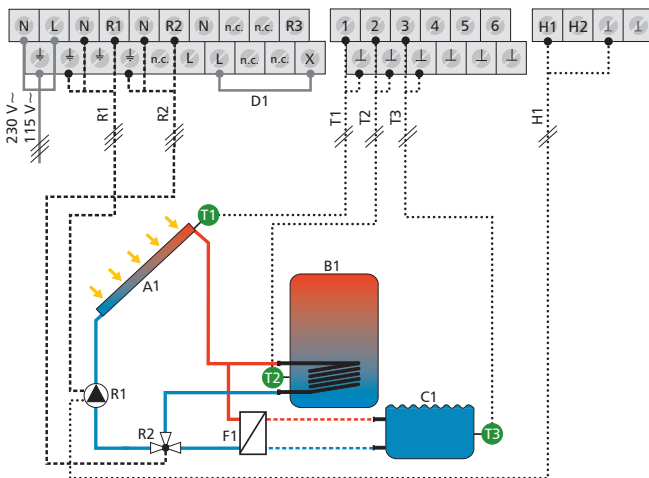 N L N R1 N R2 N n.c. n.c. R3
n.c. L L n.c. n.c. X
1 2 3 4 5 6
H1 H2
D1
230 V~
115 V~
R1
R2
T1
T2
T3
H1
T1
A1
B1
T2
R1
C1
R2
F1
T3